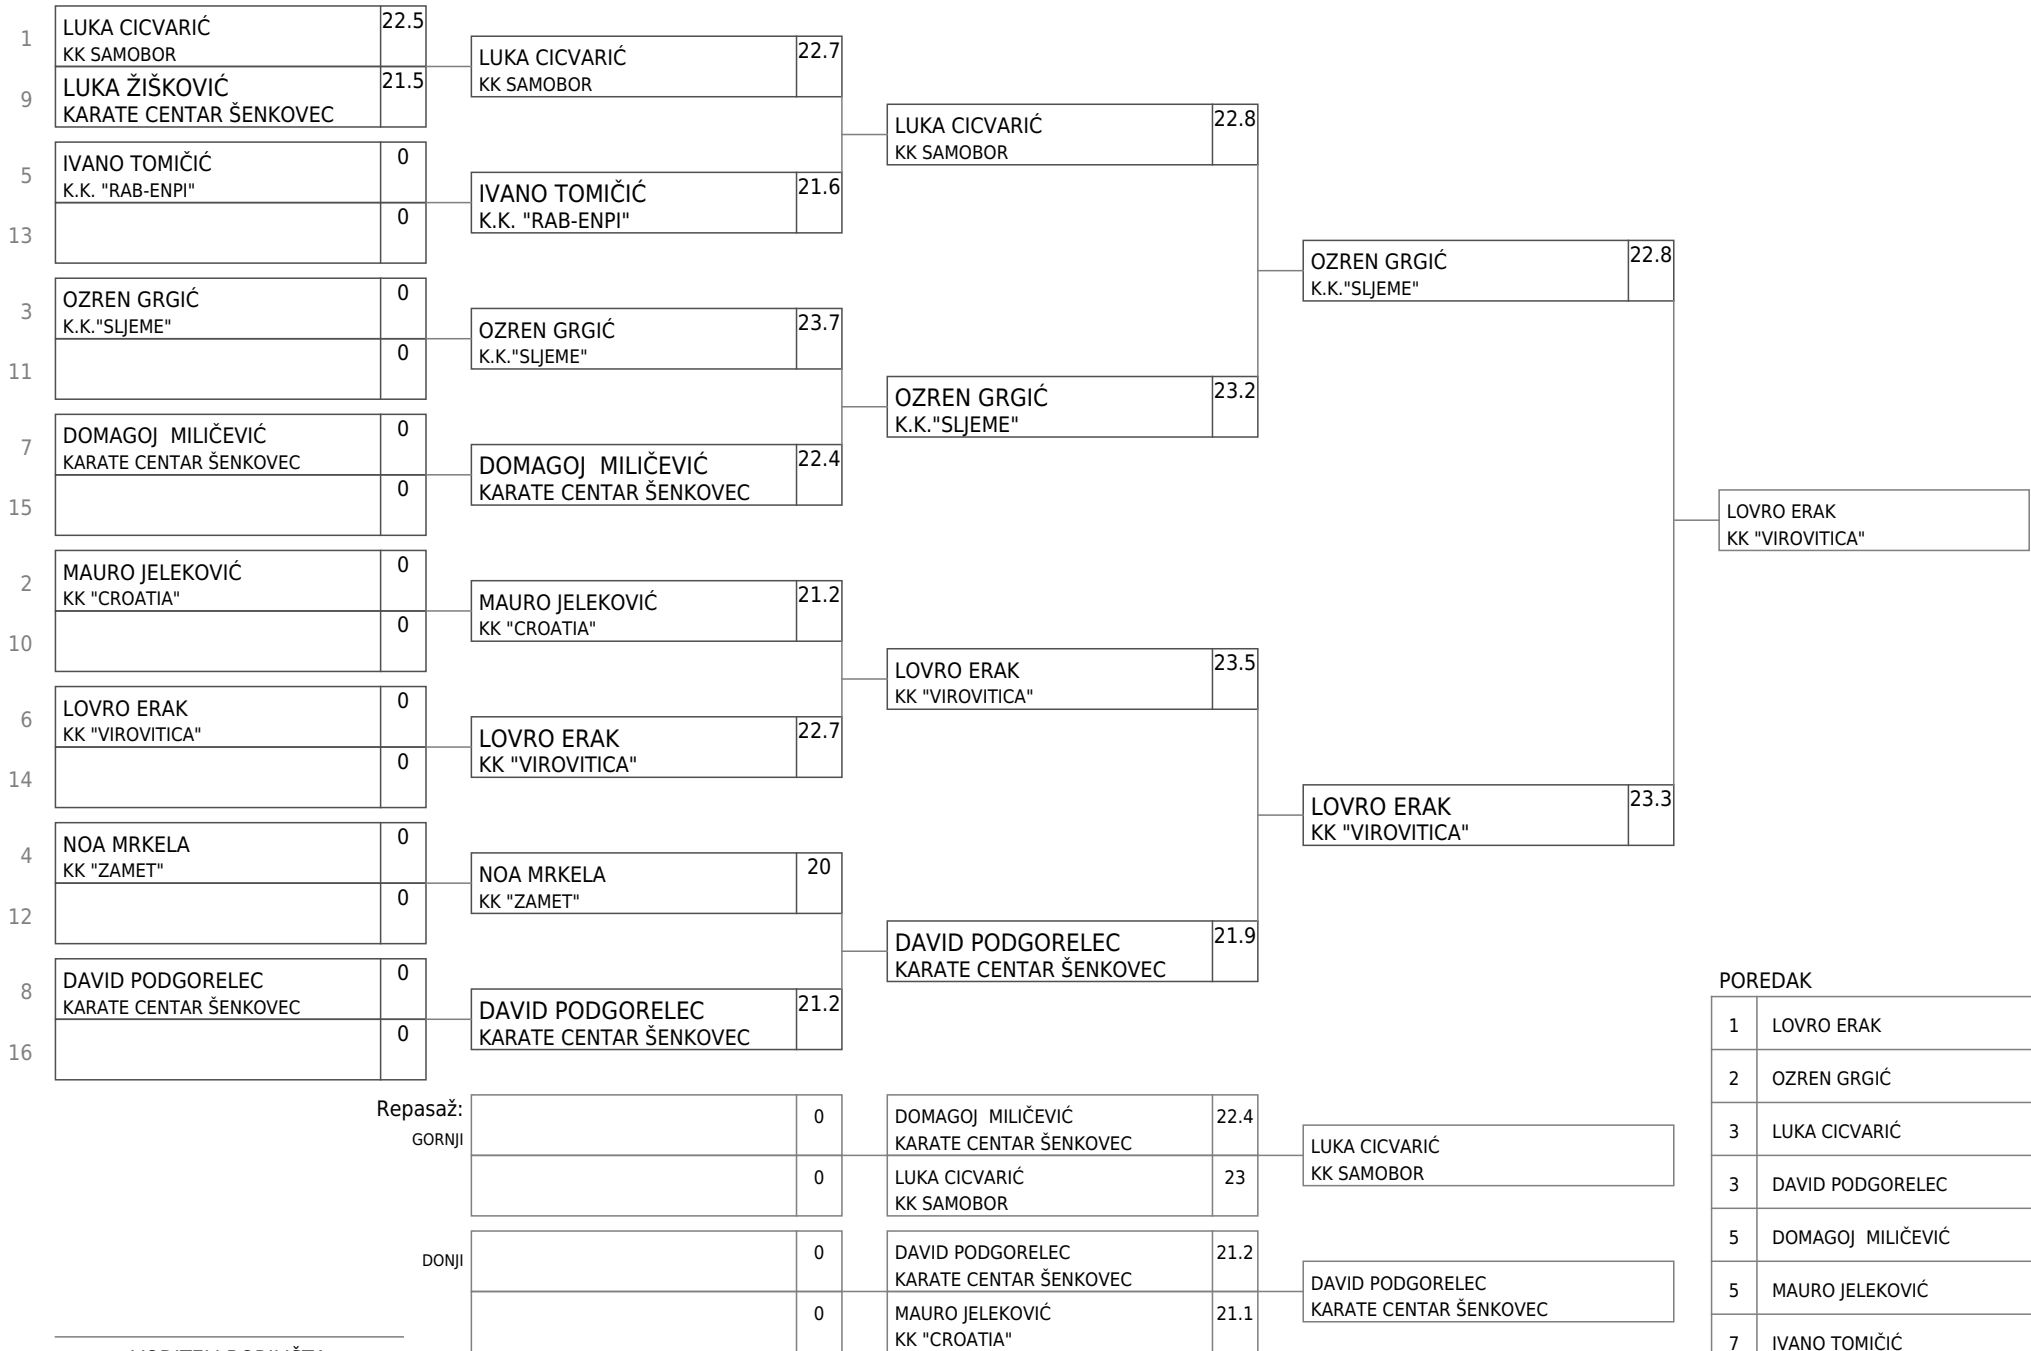 1
LUKA CICVARIĆ
KK SAMOBOR
22.5
9
LUKA ŽIŠKOVIĆ
KARATE CENTAR ŠENKOVEC
21.5
5
IVANO TOMIČIĆ
K.K. "RAB-ENPI"
0
13
0
3
OZREN GRGIĆ
K.K."SLJEME"
0
11
0
7
DOMAGOJ  MILIČEVIĆ
KARATE CENTAR ŠENKOVEC
0
15
0
2
MAURO JELEKOVIĆ
KK "CROATIA"
0
10
0
6
LOVRO ERAK
KK "VIROVITICA"
0
14
0
4
NOA MRKELA
KK "ZAMET"
0
12
0
8
DAVID PODGORELEC
KARATE CENTAR ŠENKOVEC
0
16
0
LUKA CICVARIĆ
KK SAMOBOR
22.7
IVANO TOMIČIĆ
K.K. "RAB-ENPI"
21.6
OZREN GRGIĆ
K.K."SLJEME"
23.7
DOMAGOJ  MILIČEVIĆ
KARATE CENTAR ŠENKOVEC
22.4
MAURO JELEKOVIĆ
KK "CROATIA"
21.2
LOVRO ERAK
KK "VIROVITICA"
22.7
NOA MRKELA
KK "ZAMET"
20
DAVID PODGORELEC
KARATE CENTAR ŠENKOVEC
21.2
LUKA CICVARIĆ
KK SAMOBOR
22.8
OZREN GRGIĆ
K.K."SLJEME"
23.2
LOVRO ERAK
KK "VIROVITICA"
23.5
DAVID PODGORELEC
KARATE CENTAR ŠENKOVEC
21.9
OZREN GRGIĆ
K.K."SLJEME"
22.8
LOVRO ERAK
KK "VIROVITICA"
23.3
LOVRO ERAK
KK "VIROVITICA"
Repasaž:
GORNJI
0
0
DOMAGOJ  MILIČEVIĆ
KARATE CENTAR ŠENKOVEC
22.4
LUKA CICVARIĆ
KK SAMOBOR
23
LUKA CICVARIĆ
KK SAMOBOR
DONJI
0
0
DAVID PODGORELEC
KARATE CENTAR ŠENKOVEC
21.2
MAURO JELEKOVIĆ
KK "CROATIA"
21.1
DAVID PODGORELEC
KARATE CENTAR ŠENKOVEC
POREDAK
1 LOVRO ERAK
2 OZREN GRGIĆ
3 LUKA CICVARIĆ
3 DAVID PODGORELEC
5 DOMAGOJ  MILIČEVIĆ
5 MAURO JELEKOVIĆ
7 IVANO TOMIČIĆ